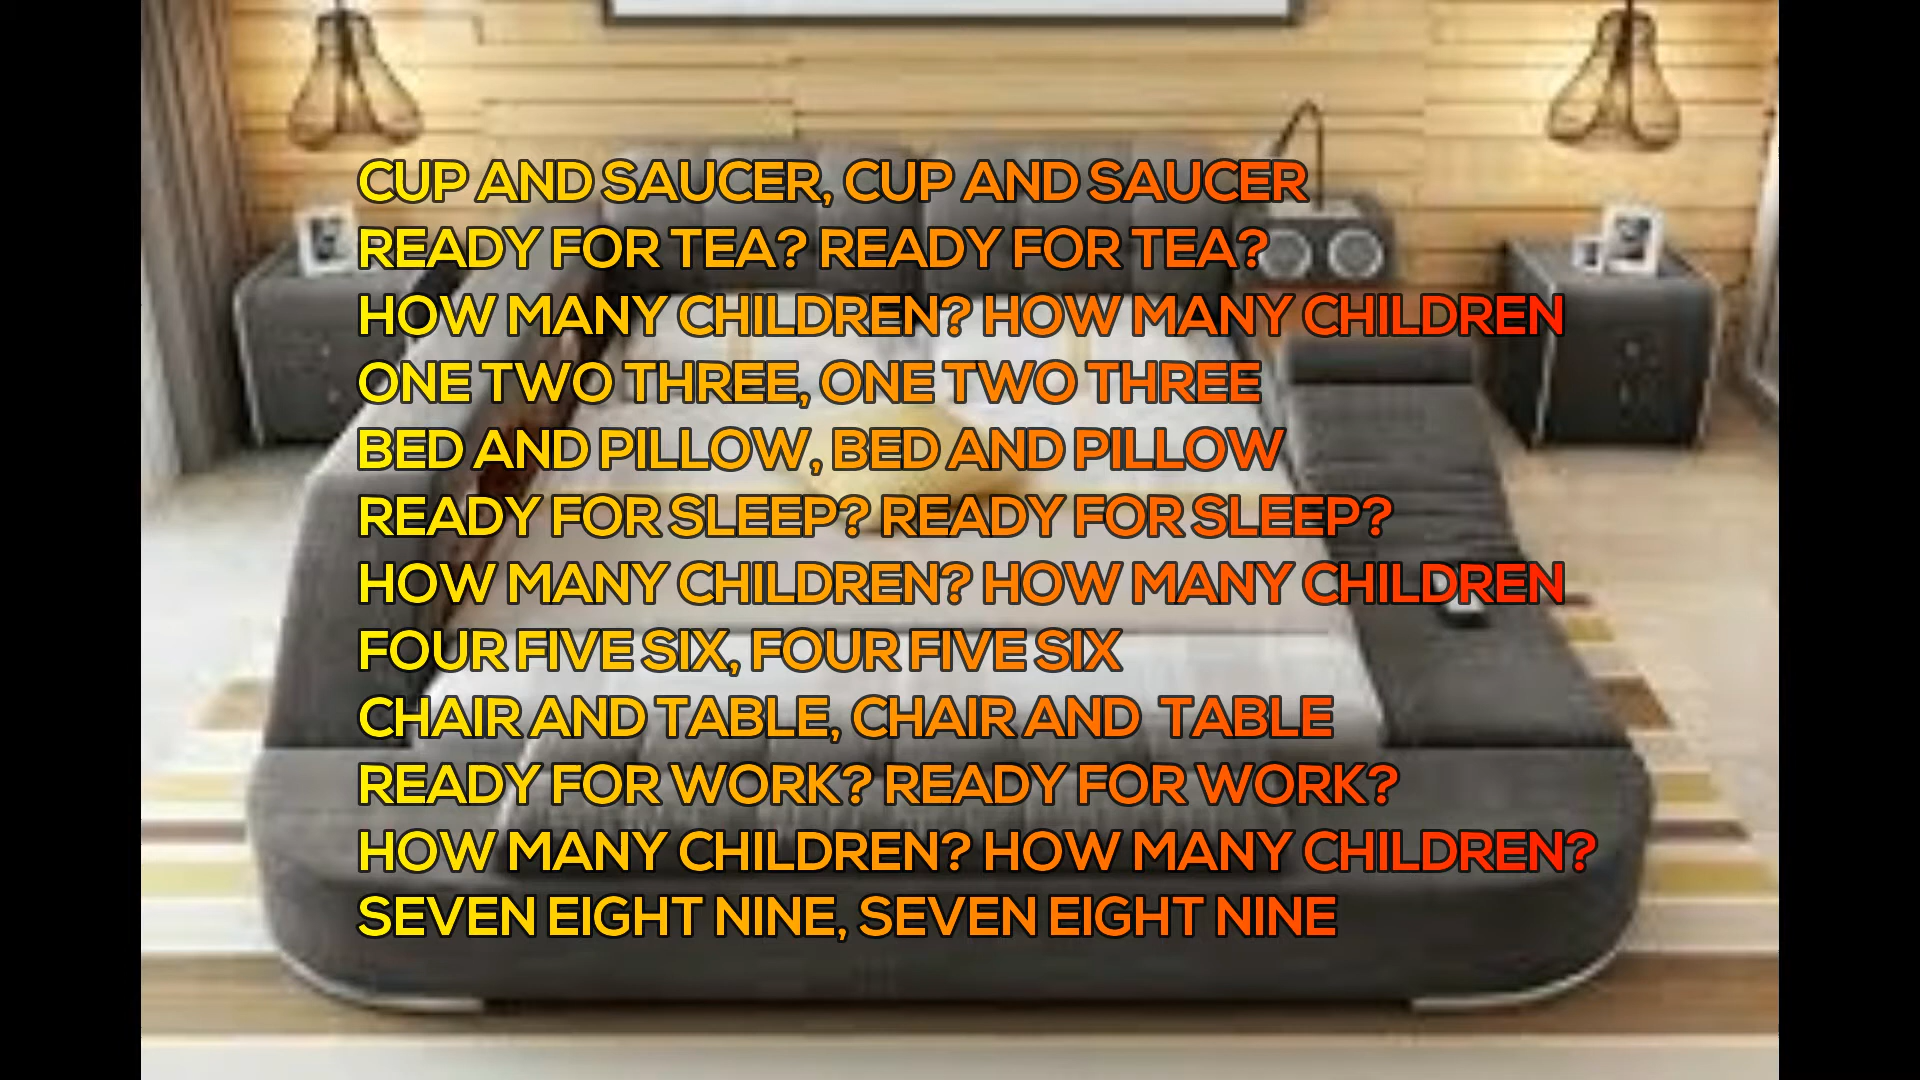 CUP AND SAUCER, CUP AND SAUCER
READY FOR TEA? READY FOR TEA?
HOW MANY CHILDREN? HOW MANY CHILDREN
ONE TWO THREE, ONE TWO THREE
BED AND PILLOW, BED AND PILLOW
READY FOR SLEEP? READY FOR SLEEP?
HOW MANY CHILDREN? HOW MANY CHILDREN
FOUR FIVE SIX, FOUR FIVE SIX
CHAIR AND TABLE, CHAIR AND TABLE
READY FOR WORK? READY FOR WORK?
HOW MANY CHILDREN? HOW MANY CHILDREN?
SEVEN EIGHT NINE, SEVEN EIGHT NINE